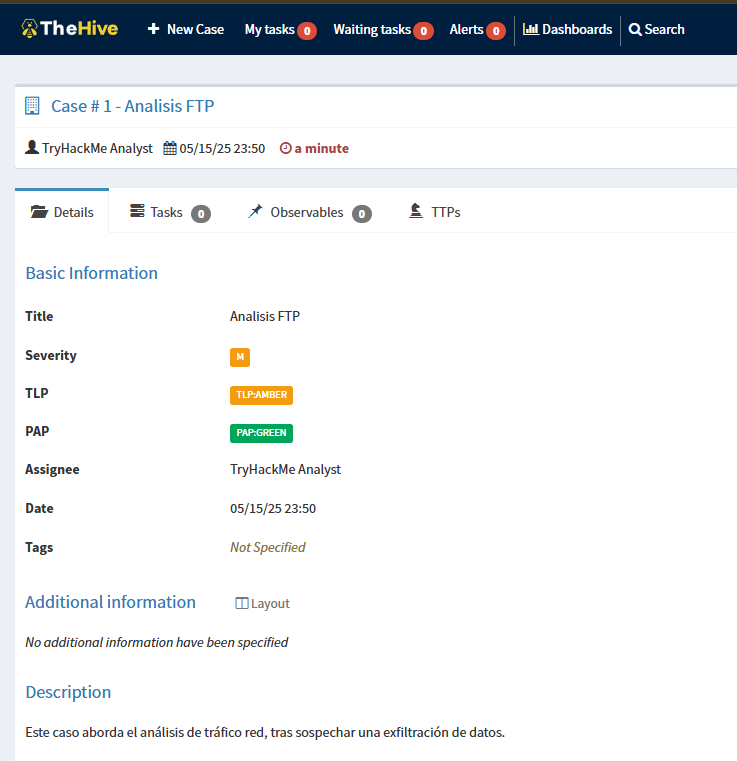 TheHive + New Case My tasks 0 Waiting tasks 0 Alerts 0 Dashboards Search
Case # 1 - Analisis FTP
TryHackMe Analyst 05/15/25 23:50 a minute
Details Tasks 0 Observables 0 TTPs
Basic Information
Title Analisis FTP
Severity M
TLP TLP:AMBER
PAP PAP:GREEN
Assignee TryHackMe Analyst
Date 05/15/25 23:50
Tags Not Specified
Additional information Layout
No additional information have been specified
Description
Este caso aborda el análisis de tráfico red, tras sospechar una exfiltración de datos.